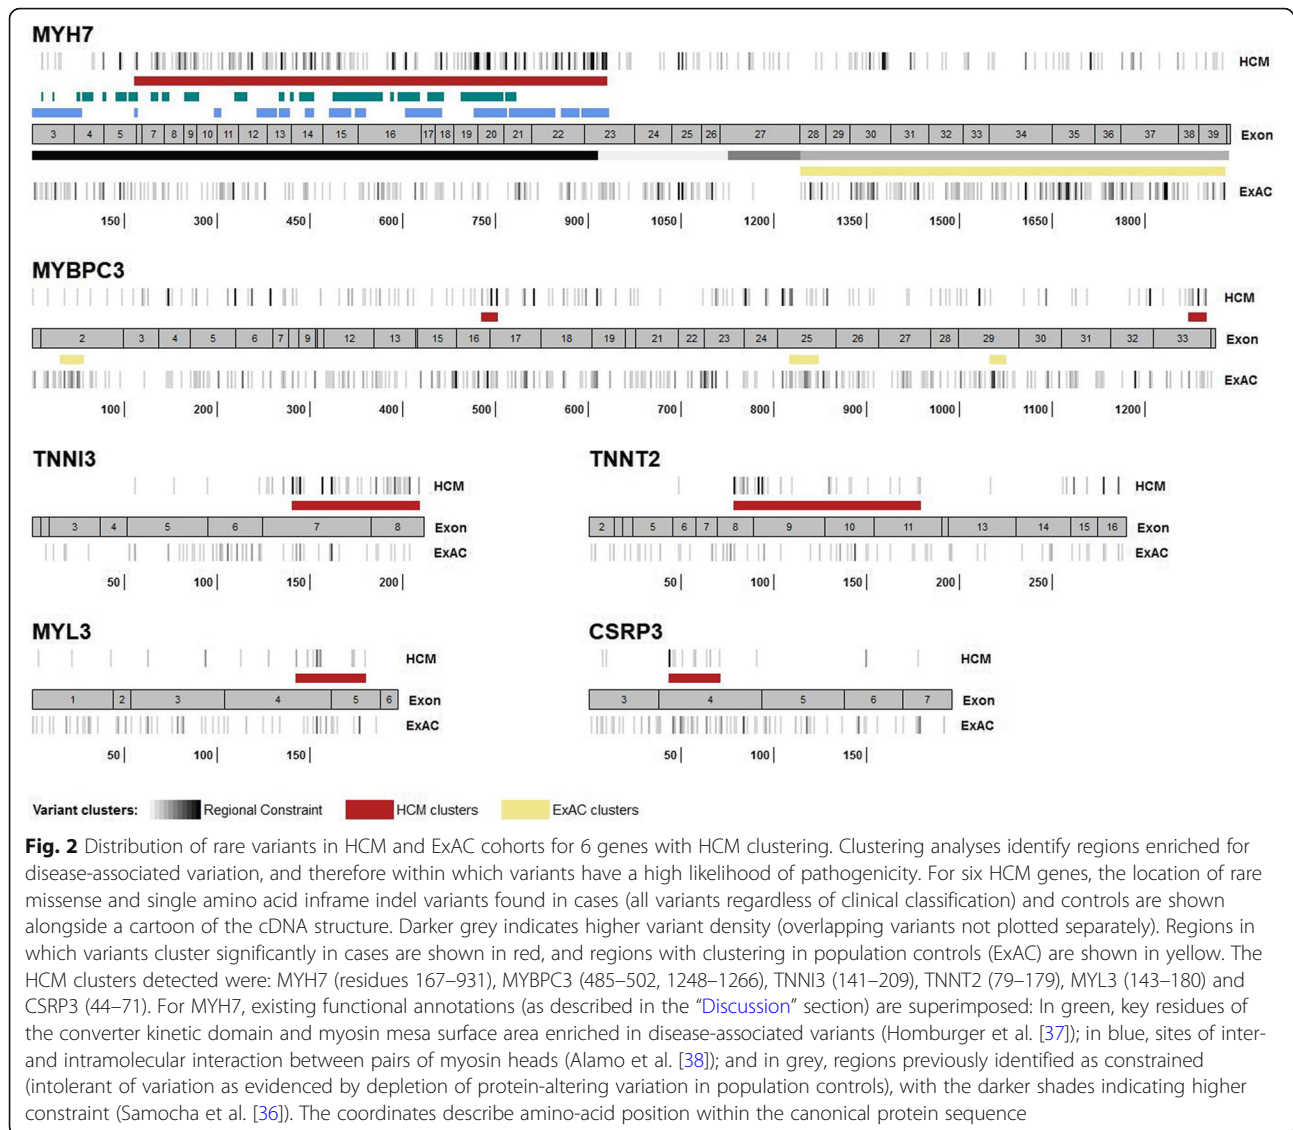 MYH7
HCM
3 4 5 7 8 9 10 11 12 13 14 15 16 17 18 19 20 21 22 23 24 25 26 27 28 29 30 31 32 33 34 35 36 37 38 39 Exon
ExAC
150 300 450 600 750 900 1050 1200 1350 1500 1650 1800
MYBPC3
HCM
2 3 4 5 6 7 9 12 13 15 16 17 18 19 21 22 23 24 25 26 27 28 29 30 31 32 33 Exon
ExAC
100 200 300 400 500 600 700 800 900 1000 1100 1200
TNNI3
HCM
3 4 5 6 7 8 Exon
ExAC
50 100 150 200
TNNT2
HCM
2 5 6 7 8 9 10 11 13 14 15 16 Exon
ExAC
50 100 150 200 250
MYL3
HCM
1 2 3 4 5 6 Exon
ExAC
50 100 150
CSRP3
HCM
3 4 5 6 7 Exon
ExAC
50 100 150
Variant clusters: Regional Constraint HCM clusters ExAC clusters
Fig. 2 Distribution of rare variants in HCM and ExAC cohorts for 6 genes with HCM clustering. Clustering analyses identify regions enriched for
disease-associated variation, and therefore within which variants have a high likelihood of pathogenicity. For six HCM genes, the location of rare
missense and single amino acid inframe indel variants found in cases (all variants regardless of clinical classification) and controls are shown
alongside a cartoon of the cDNA structure. Darker grey indicates higher variant density (overlapping variants not plotted separately). Regions in
which variants cluster significantly in cases are shown in red, and regions with clustering in population controls (ExAC) are shown in yellow. The
HCM clusters detected were: MYH7 (residues 167–931), MYBPC3 (485–502, 1248–1266), TNNI3 (141–209), TNNT2 (79–179), MYL3 (143–180) and
CSRP3 (44–71). For MYH7, existing functional annotations (as described in the “Discussion” section) are superimposed: In green, key residues of
the converter kinetic domain and myosin mesa surface area enriched in disease-associated variants (Homburger et al. [37]); in blue, sites of inter-
and intramolecular interaction between pairs of myosin heads (Alamo et al. [38]); and in grey, regions previously identified as constrained
(intolerant of variation as evidenced by depletion of protein-altering variation in population controls), with the darker shades indicating higher
constraint (Samocha et al. [36]). The coordinates describe amino-acid position within the canonical protein sequence